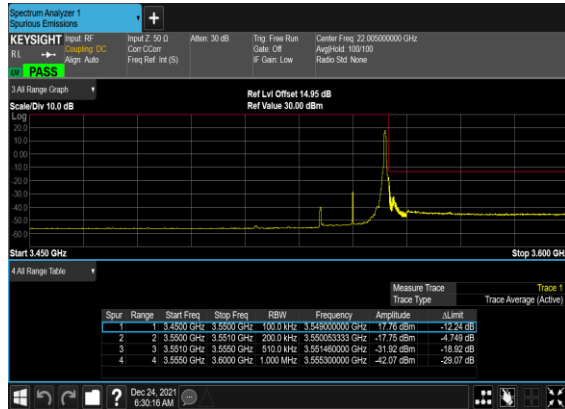 Spectrum Analyzer 1
Spurious Emissions
KEYSIGHT Input: RF Input Z: 50 Ω Atten: 30 dB Trig: Free Run Center Freq: 22.005000000 GHz
RL Coupling: DC Corr CCorr Gate: Off Avg|Hold: 100/100
Align: Auto Freq Ref: Int (S) IF Gain: Low Radio Std: None
PASS
3 All Range Graph
Ref Lvl Offset 14.95 dB
Scale/Div 10.0 dB Ref Value 30.00 dBm
Log
20.0
10.0
0.00
-10.0
-20.0
-30.0
-40.0
-50.0
-60.0
Start 3.450 GHz Stop 3.600 GH
4 All Range Table
Measure Trace Trace 1
Trace Type Trace Average (Active)
Spur Range Start Freq Stop Freq RBW Frequency Amplitude ΔLimit
1 1 3.4500 GHz 3.5500 GHz 100.0 kHz 3.549000000 GHz 17.76 dBm -12.24 dB
2 2 3.5500 GHz 3.5510 GHz 200.0 kHz 3.550053333 GHz -17.75 dBm -4.749 dB
3 3 3.5510 GHz 3.5550 GHz 510.0 kHz 3.551460000 GHz -31.92 dBm -18.92 dB
4 4 3.5550 GHz 3.6000 GHz 1.000 MHz 3.555300000 GHz -42.07 dBm -29.07 dB
Dec 24, 2021
6:30:16 AM